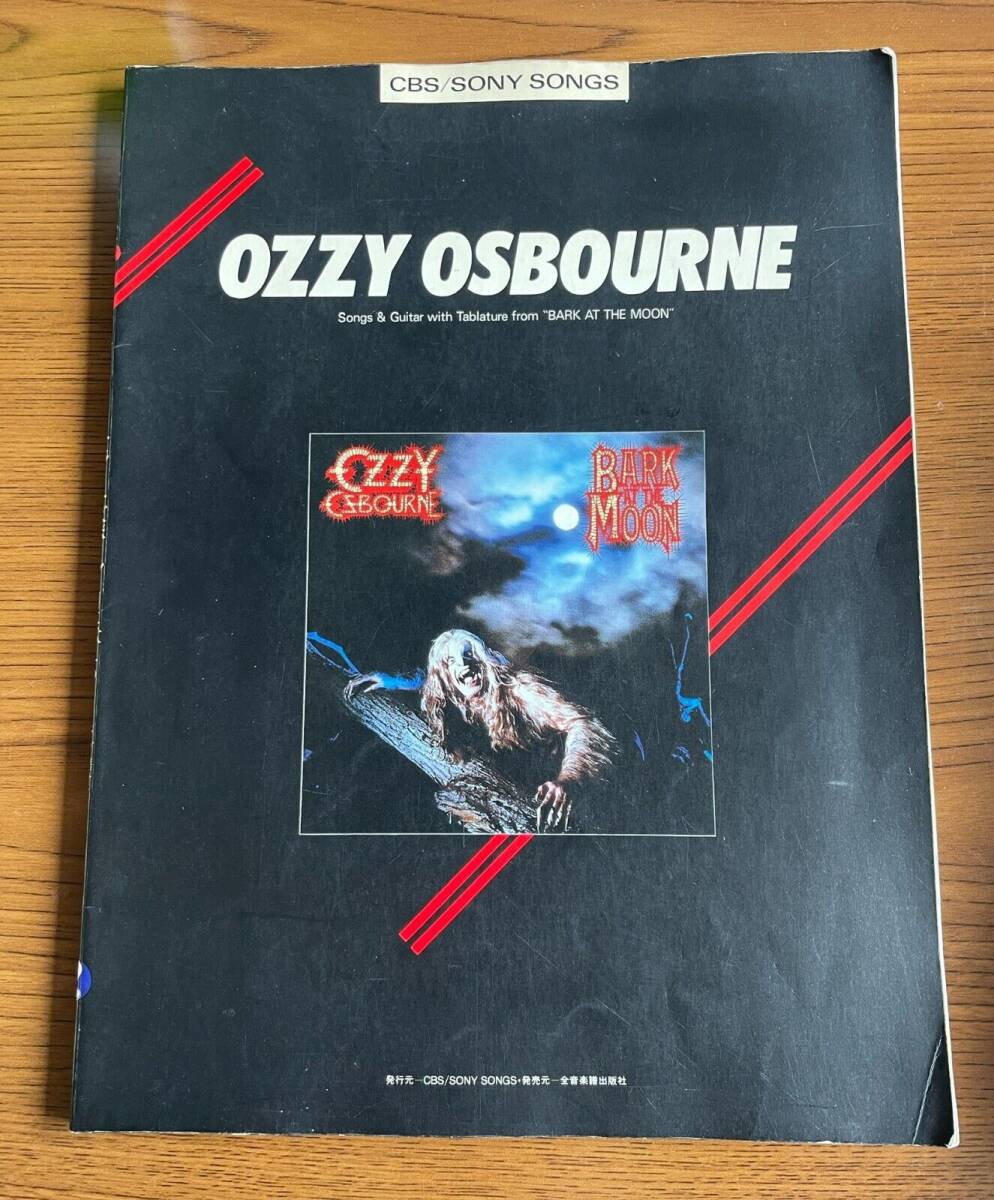 CBS/SONY SONGS
OZZY OSBOURNE
Songs & Guitar with Tablature from "BARK AT THE MOON"
OZZY
OSBOURNE
BARK
AT THE
MOON
発行元—CBS/SONY SONGS・発売元—全音楽譜出版社